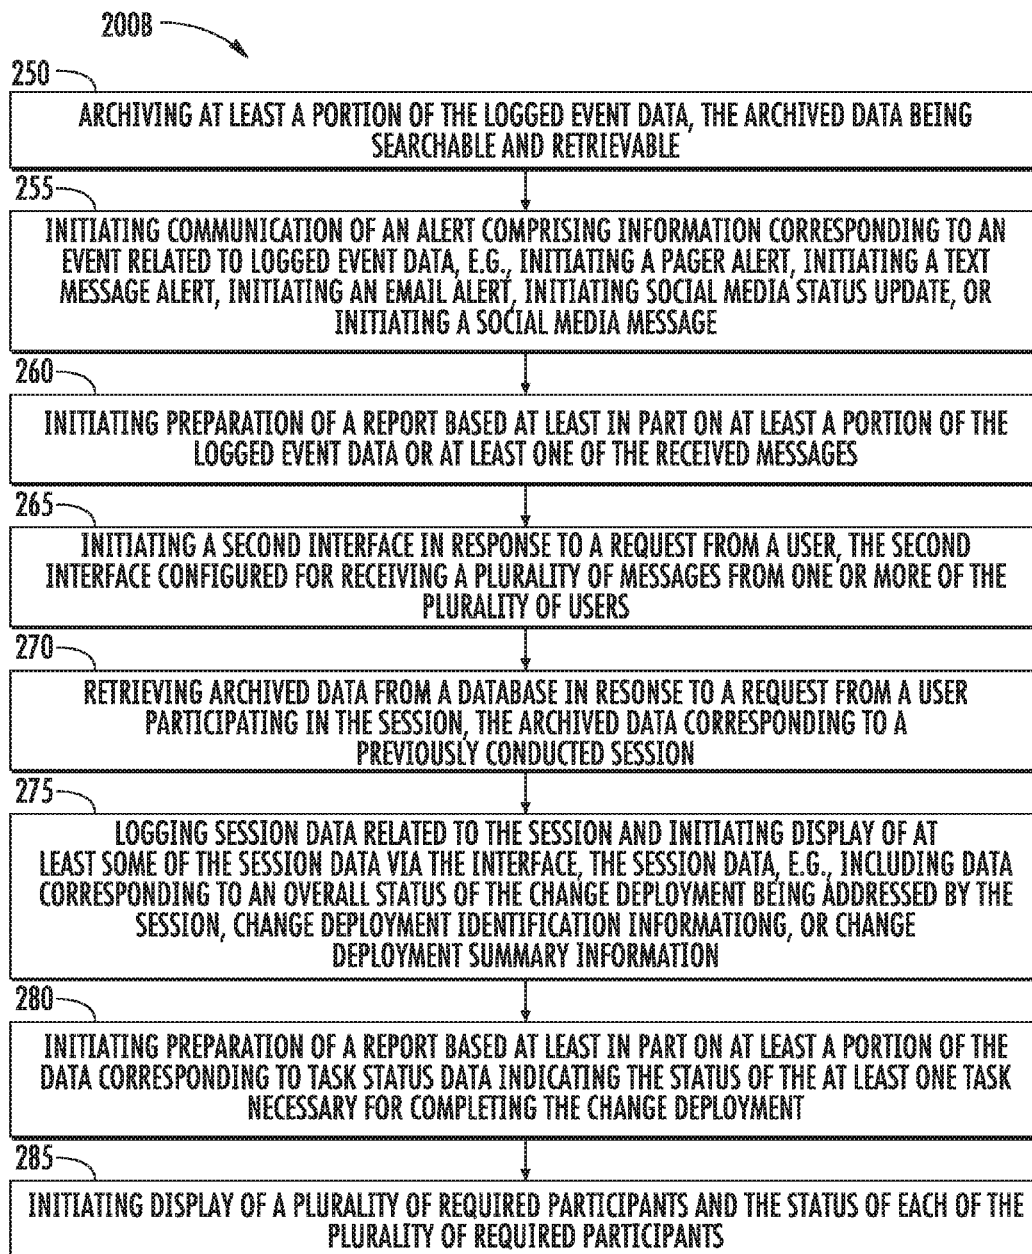 200B
250
ARCHIVING AT LEAST A PORTION OF THE LOGGED EVENT DATA, THE ARCHIVED DATA BEING
SEARCHABLE AND RETRIEVABLE
255
INITIATING COMMUNICATION OF AN ALERT COMPRISING INFORMATION CORRESPONDING TO AN
EVENT RELATED TO LOGGED EVENT DATA, E.G., INITIATING A PAGER ALERT, INITIATING A TEXT
MESSAGE ALERT, INITIATING AN EMAIL ALERT, INITIATING SOCIAL MEDIA STATUS UPDATE, OR
INITIATING A SOCIAL MEDIA MESSAGE
260
INITIATING PREPARATION OF A REPORT BASED AT LEAST IN PART ON AT LEAST A PORTION OF THE
LOGGED EVENT DATA OR AT LEAST ONE OF THE RECEIVED MESSAGES
265
INITIATING A SECOND INTERFACE IN RESPONSE TO A REQUEST FROM A USER, THE SECOND
INTERFACE CONFIGURED FOR RECEIVING A PLURALITY OF MESSAGES FROM ONE OR MORE OF THE
PLURALITY OF USERS
270
RETRIEVING ARCHIVED DATA FROM A DATABASE IN RESONSE TO A REQUEST FROM A USER
PARTICIPATING IN THE SESSION, THE ARCHIVED DATA CORRESPONDING TO A
PREVIOUSLY CONDUCTED SESSION
275
LOGGING SESSION DATA RELATED TO THE SESSION AND INITIATING DISPLAY OF AT
LEAST SOME OF THE SESSION DATA VIA THE INTERFACE, THE SESSION DATA, E.G., INCLUDING DATA
CORRESPONDING TO AN OVERALL STATUS OF THE CHANGE DEPLOYMENT BEING ADDRESSED BY THE
SESSION, CHANGE DEPLOYMENT IDENTIFICATION INFORMATIONG, OR CHANGE
DEPLOYMENT SUMMARY INFORMATION
280
INITIATING PREPARATION OF A REPORT BASED AT LEAST IN PART ON AT LEAST A PORTION OF THE
DATA CORRESPONDING TO TASK STATUS DATA INDICATING THE STATUS OF THE AT LEAST ONE TASK
NECESSARY FOR COMPLETING THE CHANGE DEPLOYMENT
285
INITIATING DISPLAY OF A PLURALITY OF REQUIRED PARTICIPANTS AND THE STATUS OF EACH OF THE
PLURALITY OF REQUIRED PARTICIPANTS